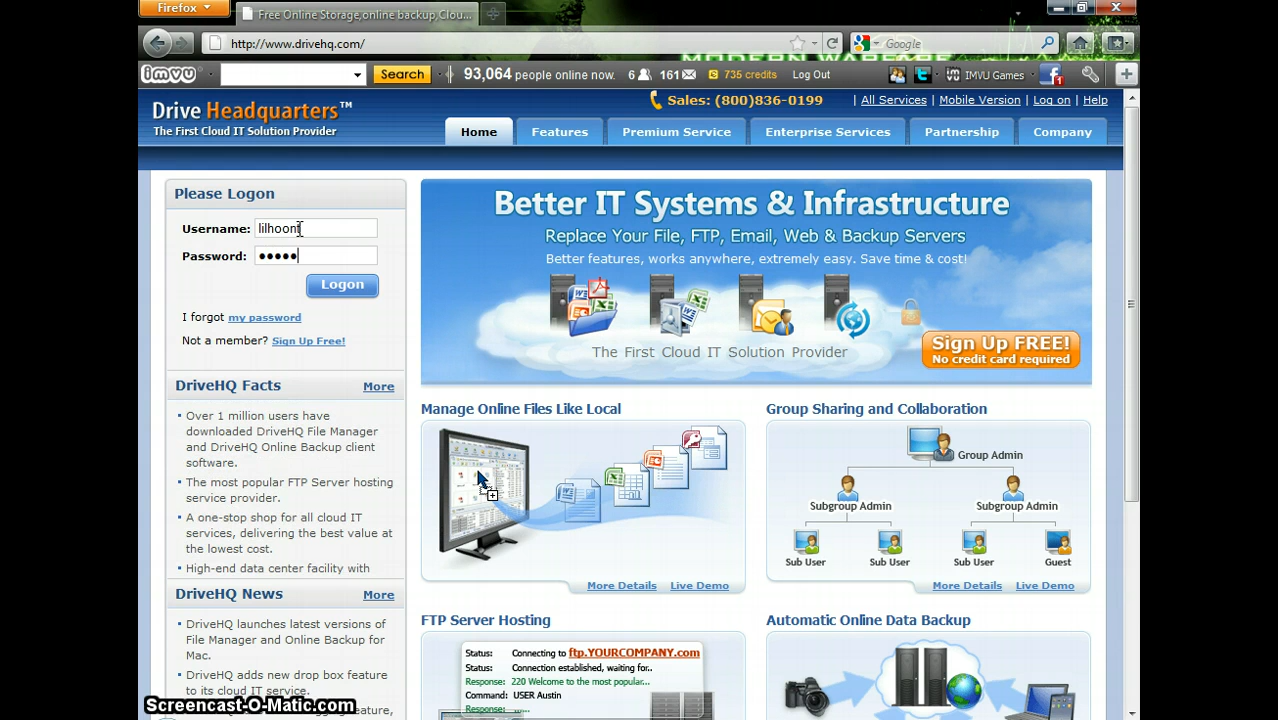 Firefox
Free Online Storage,online backup,Clou...
http://www.drivehq.com/
Google
MODERN WARFARE
imvu Search 93,064 people online now. 6 161 735 credits Log Out IMVU Games 1
Drive Headquarters™
The First Cloud IT Solution Provider
Sales: (800)836-0199 | All Services | Mobile Version | Log on | Help
Home Features Premium Service Enterprise Services Partnership Company
Please Logon
Username:
Password: ●●●●●
Logon
I forgot my password
Not a member? Sign Up Free!
DriveHQ Facts More
Over 1 million users have
downloaded DriveHQ File Manager
and DriveHQ Online Backup client
software.
The most popular FTP Server hosting
service provider.
A one-stop shop for all cloud IT
services, delivering the best value at
the lowest cost.
High-end data center facility with
DriveHQ News More
DriveHQ launches latest versions of
File Manager and Online Backup for
Mac.
DriveHQ adds new drop box feature
to its cloud IT service.
Better IT Systems & Infrastructure
Replace Your File, FTP, Email, Web & Backup Servers
Better features, works anywhere, extremely easy. Save time & cost!
The First Cloud IT Solution Provider
Sign Up FREE!
No credit card required
Manage Online Files Like Local
More Details Live Demo
Group Sharing and Collaboration
Group Admin
Subgroup Admin Subgroup Admin
Sub User Sub User Sub User Guest
More Details Live Demo
FTP Server Hosting
Status: Connecting to ftp.YOURCOMPANY.com
Status: Connection established, waiting for..
Response: 220 Welcome to the most popular...
Command: USER Austin
Response: ......
Automatic Online Data Backup
Screencast-O-Matic.com